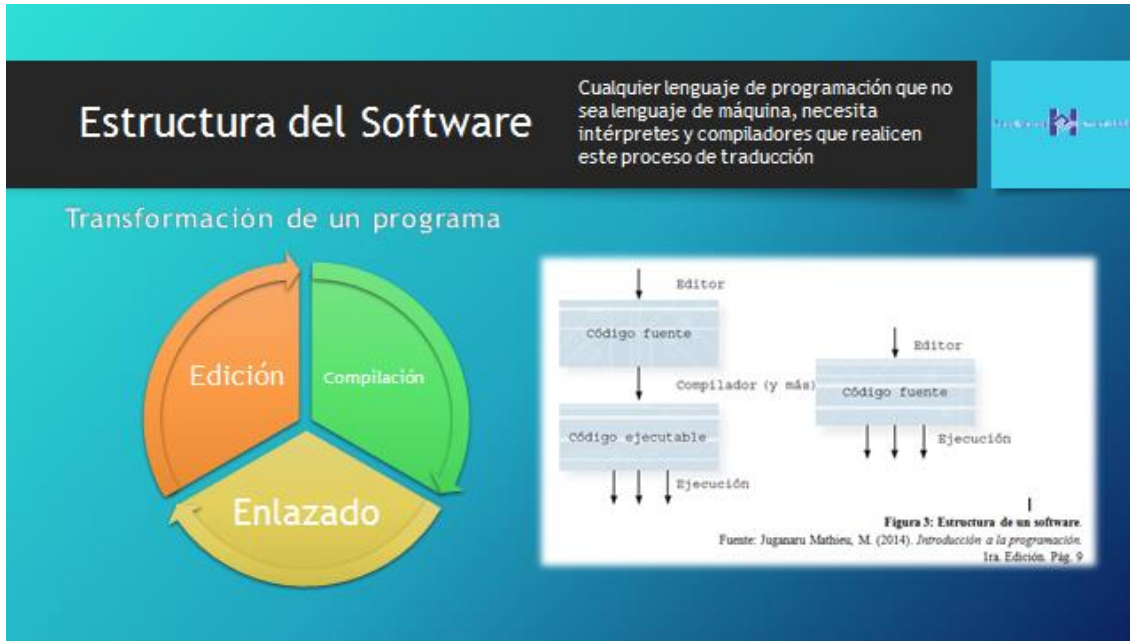 Estructura del Software
Cualquier lenguaje de programación que no
sea lenguaje de máquina, necesita
intérpretes y compiladores que realicen
este proceso de traducción
Transformación de un programa
Edición
Compilación
Enlazado
Editor
Código fuente
Compilador (y más)
Código ejecutable
Ejecución
Editor
Código fuente
Ejecución
Figura 3: Estructura de un software.
Fuente: Juganaru Mathieu, M. (2014). Introducción a la programación.
1ra. Edición. Pág. 9